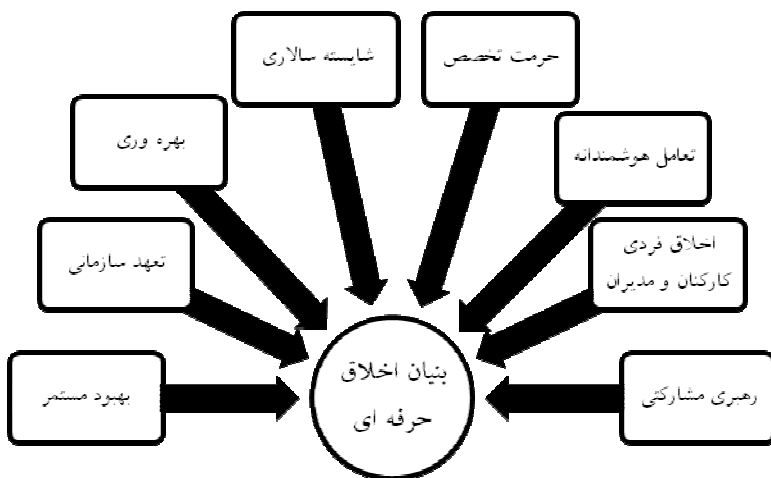 حرمت تخصص
شایسته سالاری
تعامل هوشمندانه
بهره وری
اخلاق فردی
کارکنان و مدیران
تعهد سازمانی
رهبری مشارکتی
بهبود مستمر
بنیان اخلاق
حرفه ای